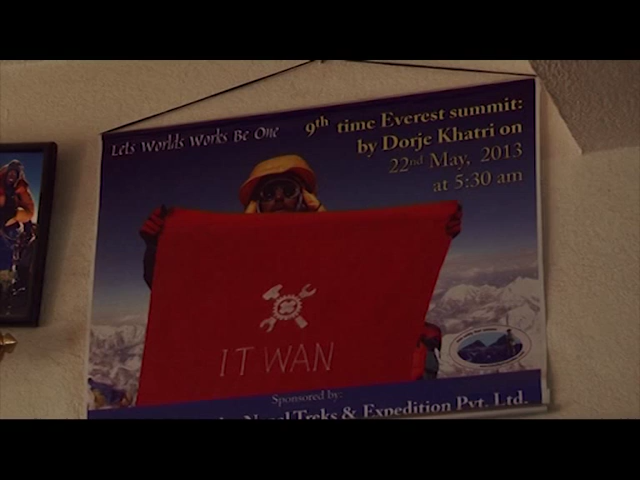 Lets Worlds Works Be One
9th time Everest summit:
by Dorje Khatri on
22nd May, 2013
at 5:30 am
IT WAN
Sponsored by:
Nepal Treks & Expedition Pvt. Ltd.